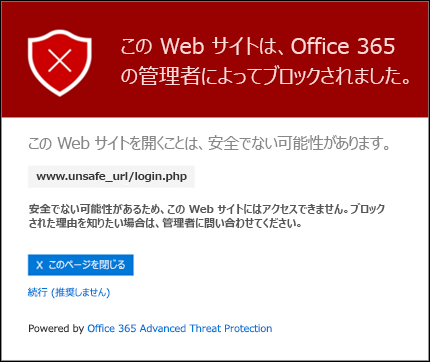 この Web サイトは、Office 365
の管理者によってブロックされました。
この Web サイトを開くことは、安全でない可能性があります。
www.unsafe_url/login.php
安全でない可能性があるため、この Web サイトにはアクセスできません。ブロック
された理由を知りたい場合は、管理者に問い合わせてください。
X このページを閉じる
続行 (推奨しません)
Powered by Office 365 Advanced Threat Protection